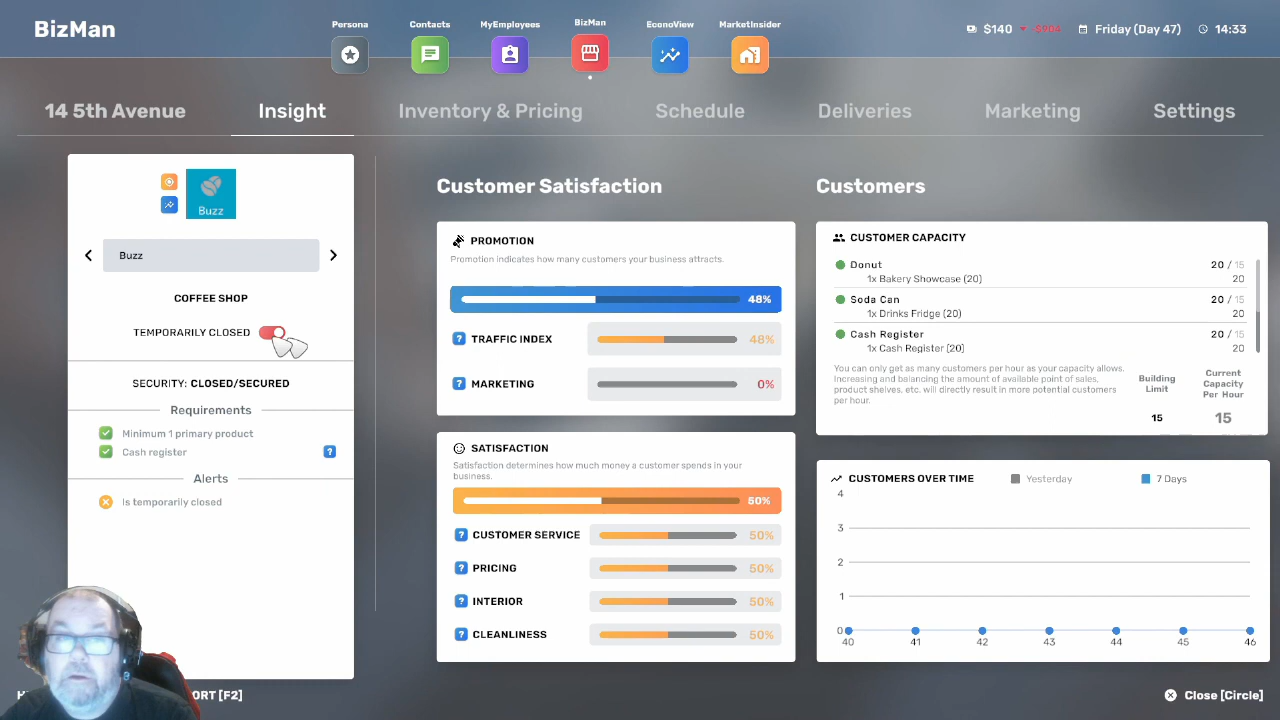 BizMan
Persona
Contacts
MyEmployees
BizMan
EconoView
MarketInsider
$140 ▼ -$904
Friday (Day 47)
14:33
14 5th Avenue
Insight
Inventory & Pricing
Schedule
Deliveries
Marketing
Settings
Buzz
Buzz
COFFEE SHOP
TEMPORARILY CLOSED
SECURITY: CLOSED/SECURED
Requirements
Minimum 1 primary product
Cash register
?
Alerts
Is temporarily closed
Customer Satisfaction
PROMOTION
Promotion indicates how many customers your business attracts.
48%
? TRAFFIC INDEX 48%
? MARKETING 0%
SATISFACTION
Satisfaction determines how much money a customer spends in your
business.
50%
? CUSTOMER SERVICE 50%
? PRICING 50%
? INTERIOR 50%
? CLEANLINESS 50%
Customers
CUSTOMER CAPACITY
Donut 20 / 15
1x Bakery Showcase (20) 20
Soda Can 20 / 15
1x Drinks Fridge (20) 20
Cash Register 20 / 15
1x Cash Register (20) 20
You can only get as many customers per hour as your capacity allows.
Increasing and balancing the amount of available point of sales,
product shelves, etc. will directly result in more potential customers
per hour.
Building
Limit
15
Current
Capacity
Per Hour
15
CUSTOMERS OVER TIME
Yesterday
7 Days
4
3
2
1
0
40 41 42 43 44 45 46
ORT [F2]
Close [Circle]